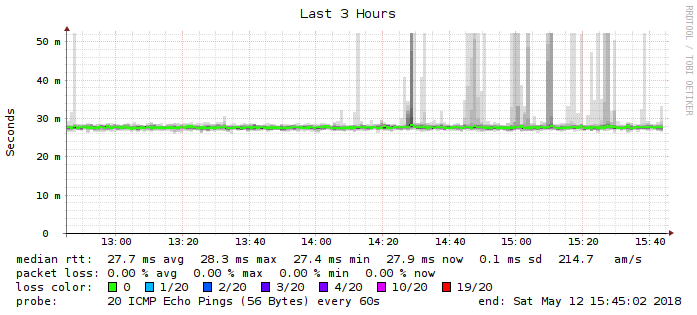 Last 3 Hours
RRDTOOL / TOBI OETIKER
Seconds
50 m
40 m
30 m
20 m
10 m
0
13:00 13:20 13:40 14:00 14:20 14:40 15:00 15:20 15:40
median rtt: 27.7 ms avg 28.3 ms max 27.4 ms min 27.9 ms now 0.1 ms sd 214.7 am/s
packet loss: 0.00 % avg 0.00 % max 0.00 % min 0.00 % now
loss color: 0 1/20 2/20 3/20 4/20 10/20 19/20
probe: 20 ICMP Echo Pings (56 Bytes) every 60s end: Sat May 12 15:45:02 2018